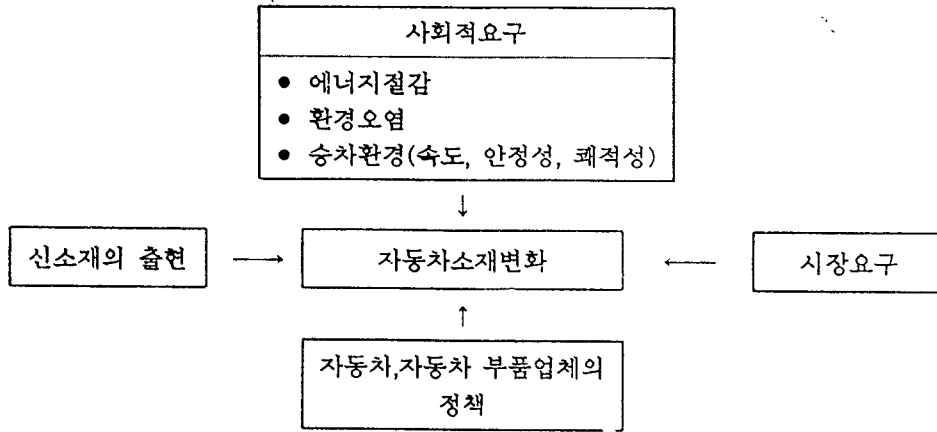 사회적요구
● 에너지절감
● 환경오염
● 승차환경(속도, 안정성, 쾌적성)
↓
신소재의 출현 → 자동차소재변화 ← 시장요구
↑
자동차,자동차 부품업체의
정책